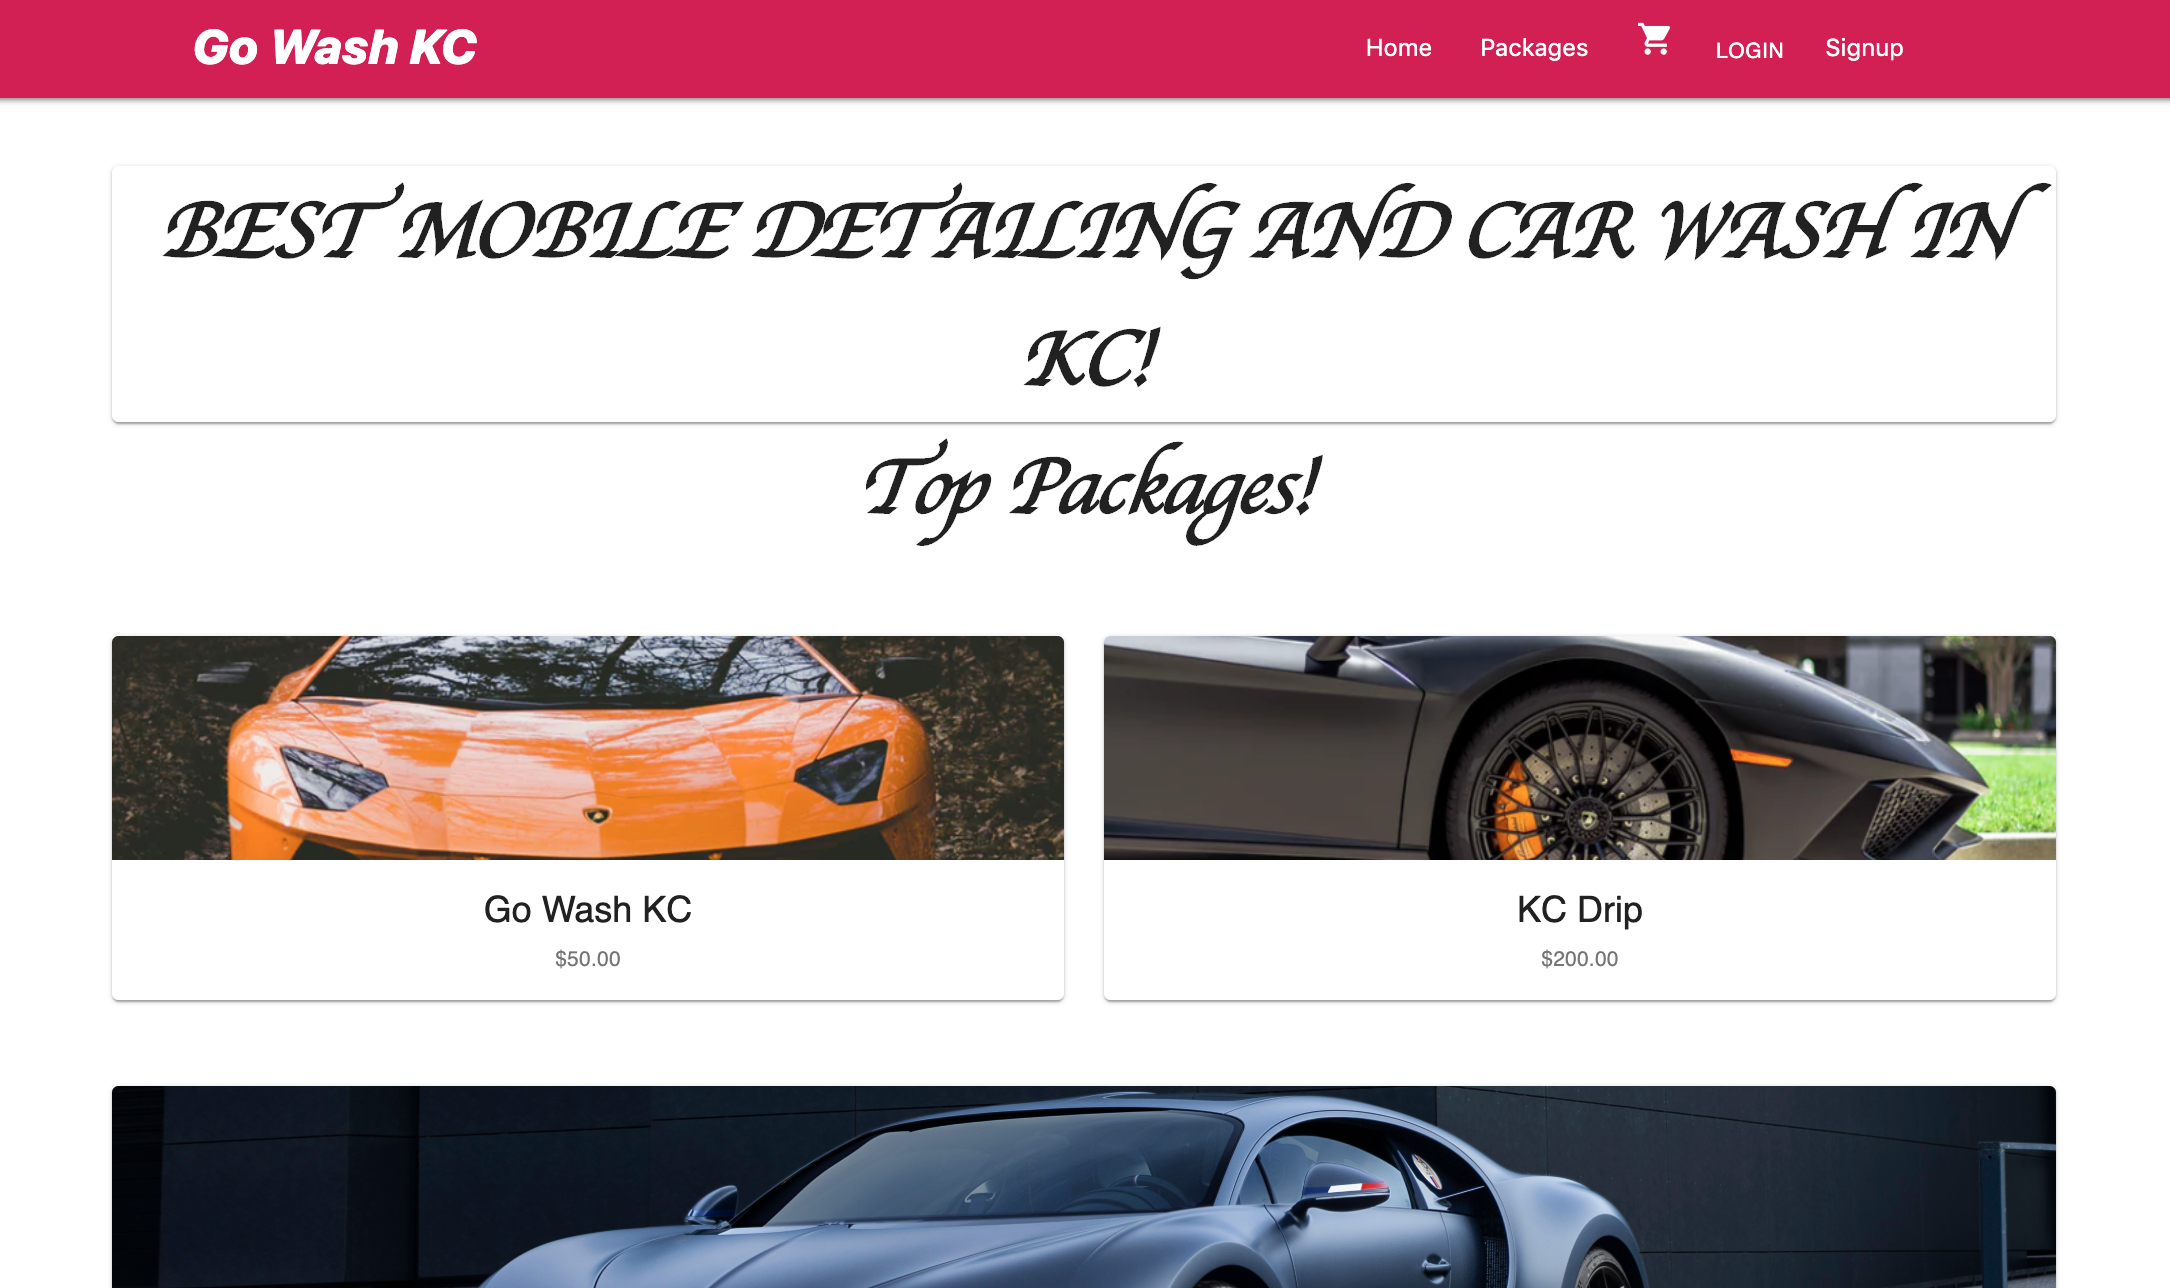 Go Wash KC
Home Packages LOGIN Signup
BEST MOBILE DETAILING AND CAR WASH IN
KC!
Top Packages!
Go Wash KC
$50.00
KC Drip
$200.00